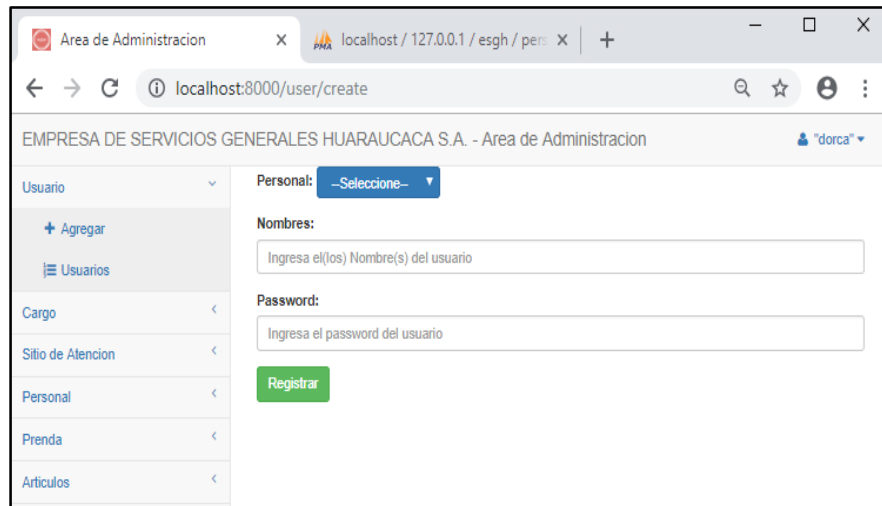 Area de Administracion
localhost / 127.0.0.1 / esgh / pers
localhost:8000/user/create
EMPRESA DE SERVICIOS GENERALES HUARAUCACA S.A. - Area de Administracion
"dorca"
Usuario
Agregar
Usuarios
Cargo
Sitio de Atencion
Personal
Prenda
Articulos
Personal: --Seleccione--
Nombres:
Ingresa el(los) Nombre(s) del usuario
Password:
Ingresa el password del usuario
Registrar